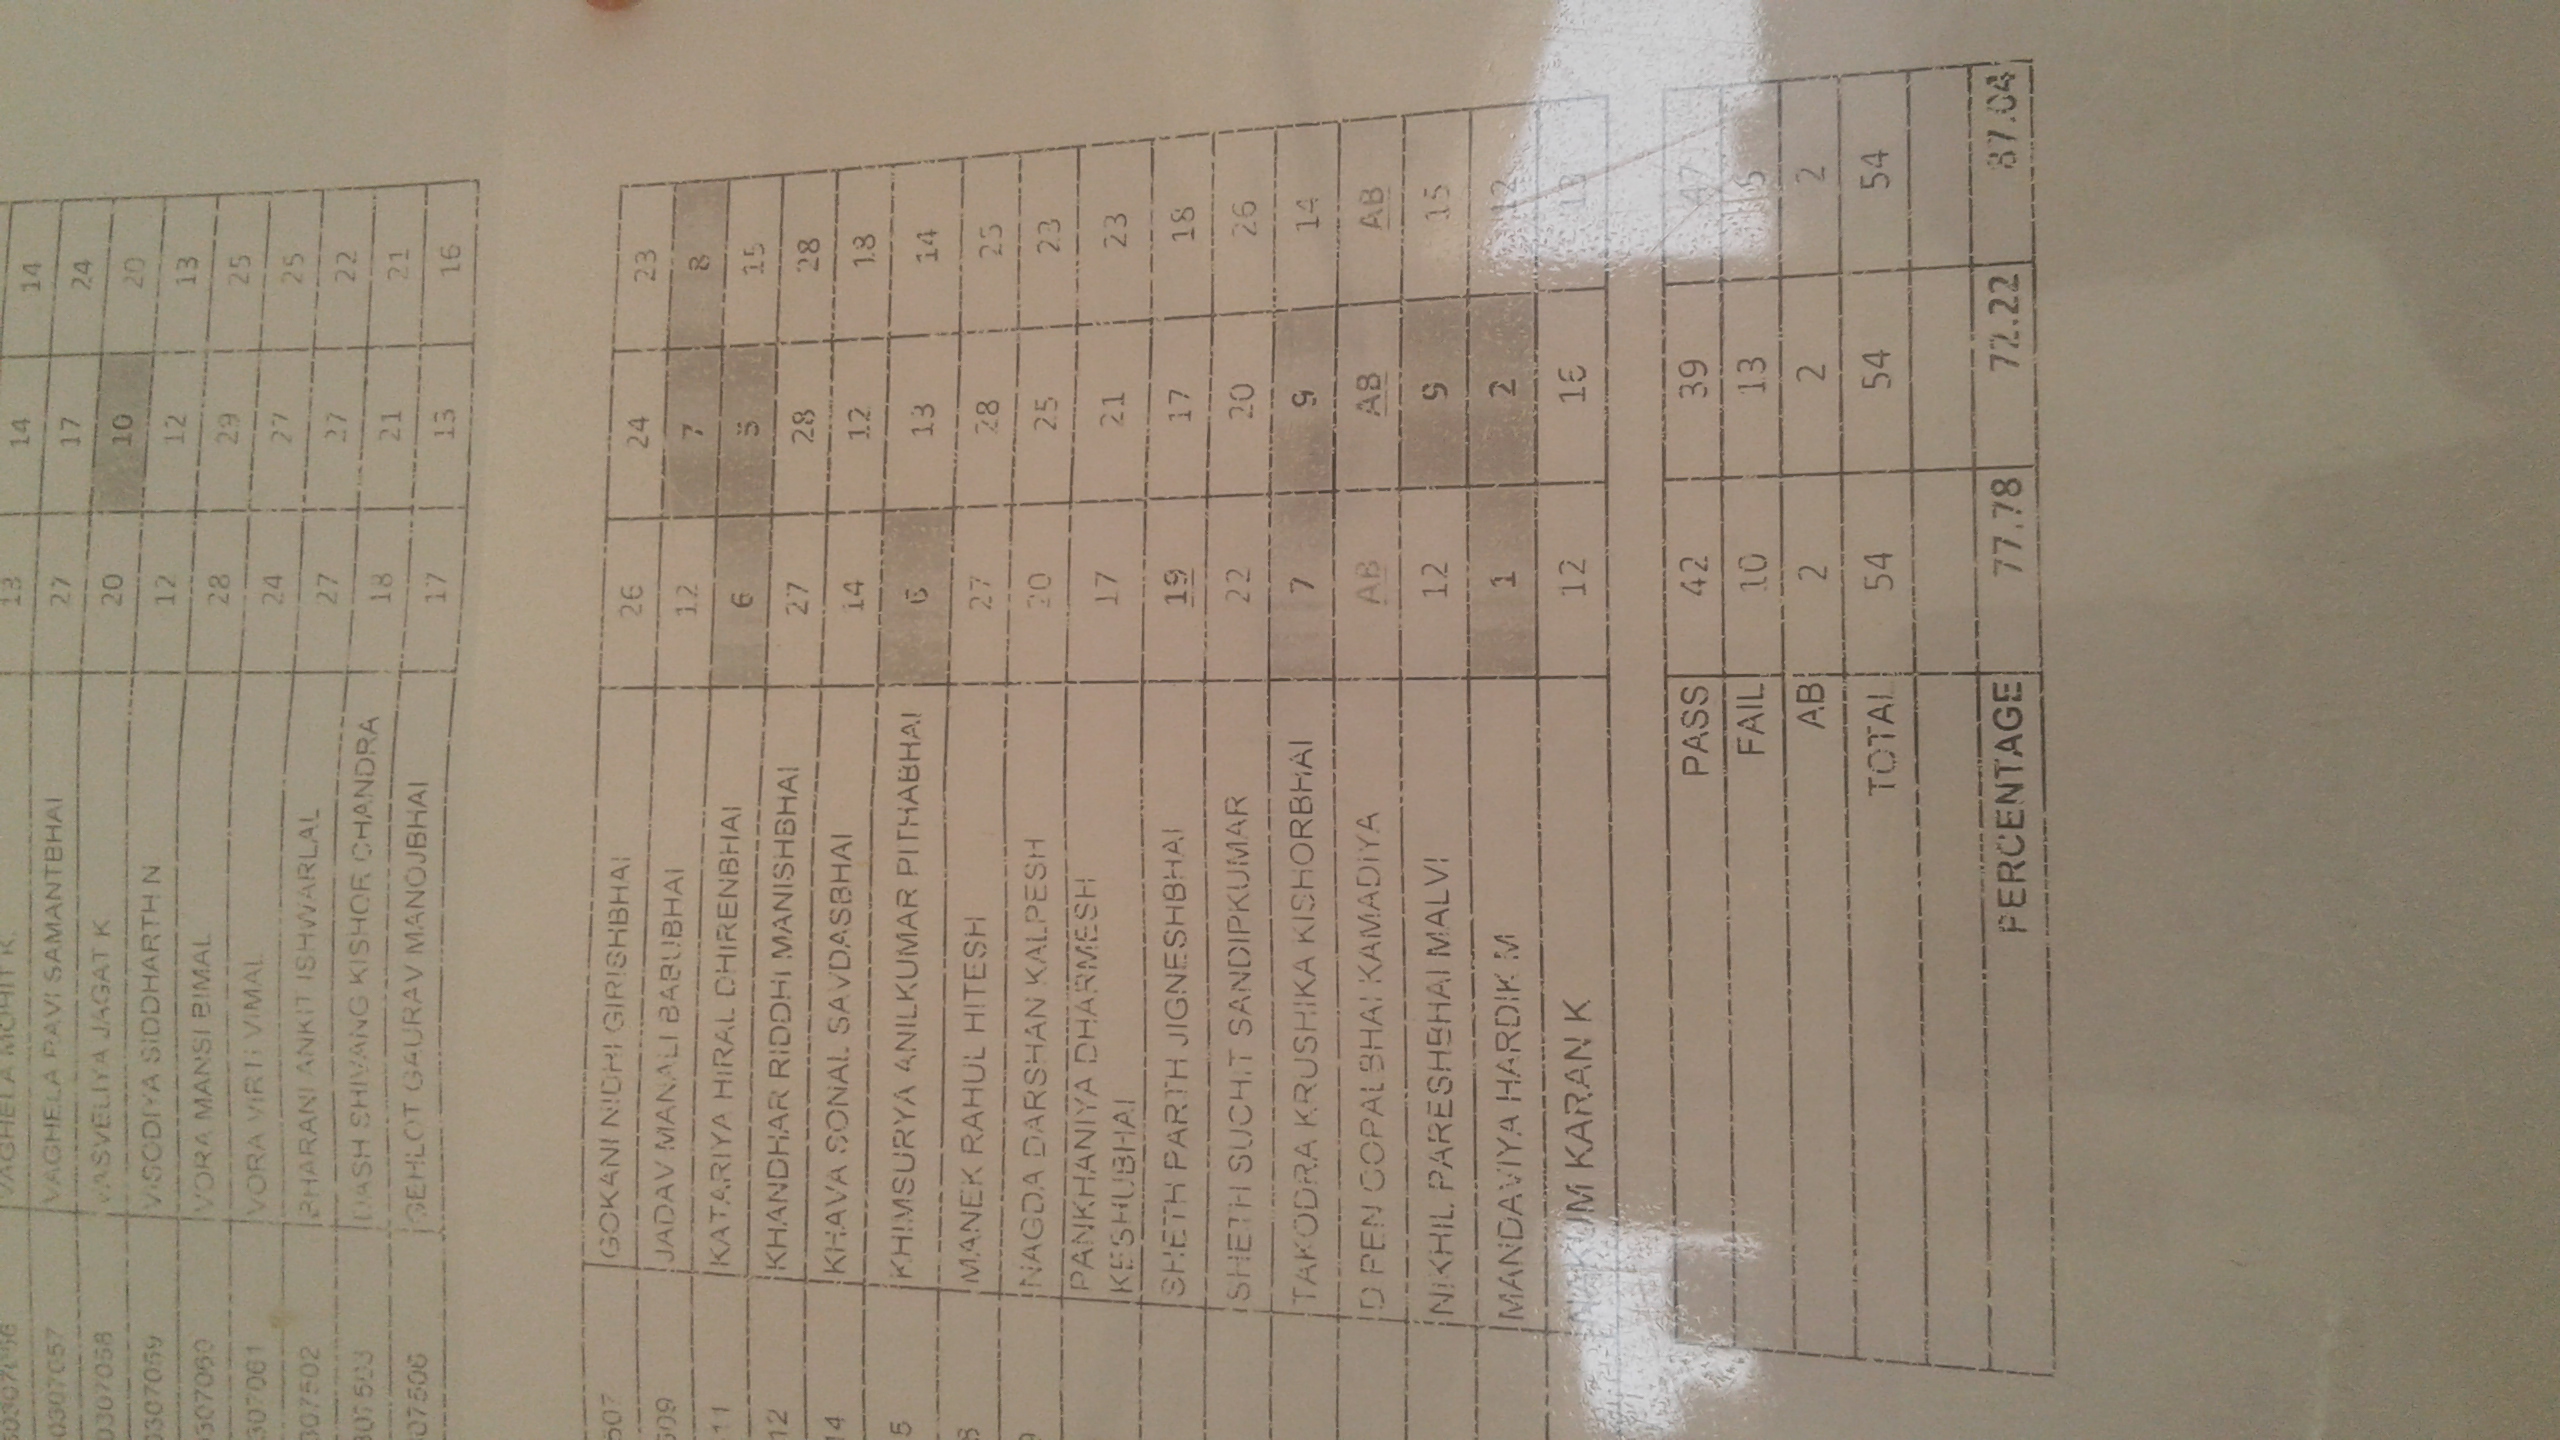 50307056 VAGHELA MOHIT K. 13 14 14
0307057 VAGHELA RAVI SAMANTBHAI 27 17 24
0307058 VASVELIYA JAGAT K 20 10 20
0307059 VISODIYA SIDDHARTH N 12 12 13
307060 VORA MANSI BIMAL 28 29 25
307061 VORA VIRTI VIMAL 24 27 25
307502 BHARANI ANKIT ISHWARLAL 27 27 22
307503 DASH SHIVANG KISHOR CHANDRA 18 21 21
07506 GEHLOT GAURAV MANOJBHAI 17 13 16
507 GOKANI NIDHI GIRISHBHAI 26 24 23
509 JADAV MANALI BABUBHAI 12 7 8
11 KATARIYA HIRAL DHIRENBHAI 6 5 15
12 KHANDHAR RIDDHI MANISHBHAI 27 28 28
14 KHAVA SONAL SAVDASBHAI 14 12 18
5 KHIMSURYA ANILKUMAR PITHABHAI 6 13 14
MANEK RAHUL HITESH 27 28 25
NAGDA DARSHAN KALPESH 20 25 23
PANKHANIYA DHARMESH
KESHUBHAI 17 21 23
SHETH PARTH JIGNESHBHAI 19 17 18
SHETH SUCHIT SANDIPKUMAR 22 20 26
TAKODRA KRUSHIKA KISHORBHAI 7 9 14
DIPEN GOPALBHAI KAMADIYA AB AB AB
NIKHIL PARESHBHAI MALVI 12 9 15
MANDAVIYA HARDIK M 1 2 12
NAKUM KARAN K 12 16
PASS 42 39 47
FAIL 10 13 5
AB 2 2 2
TOTAL 54 54 54
PERCENTAGE 77.78 72.22 87.04